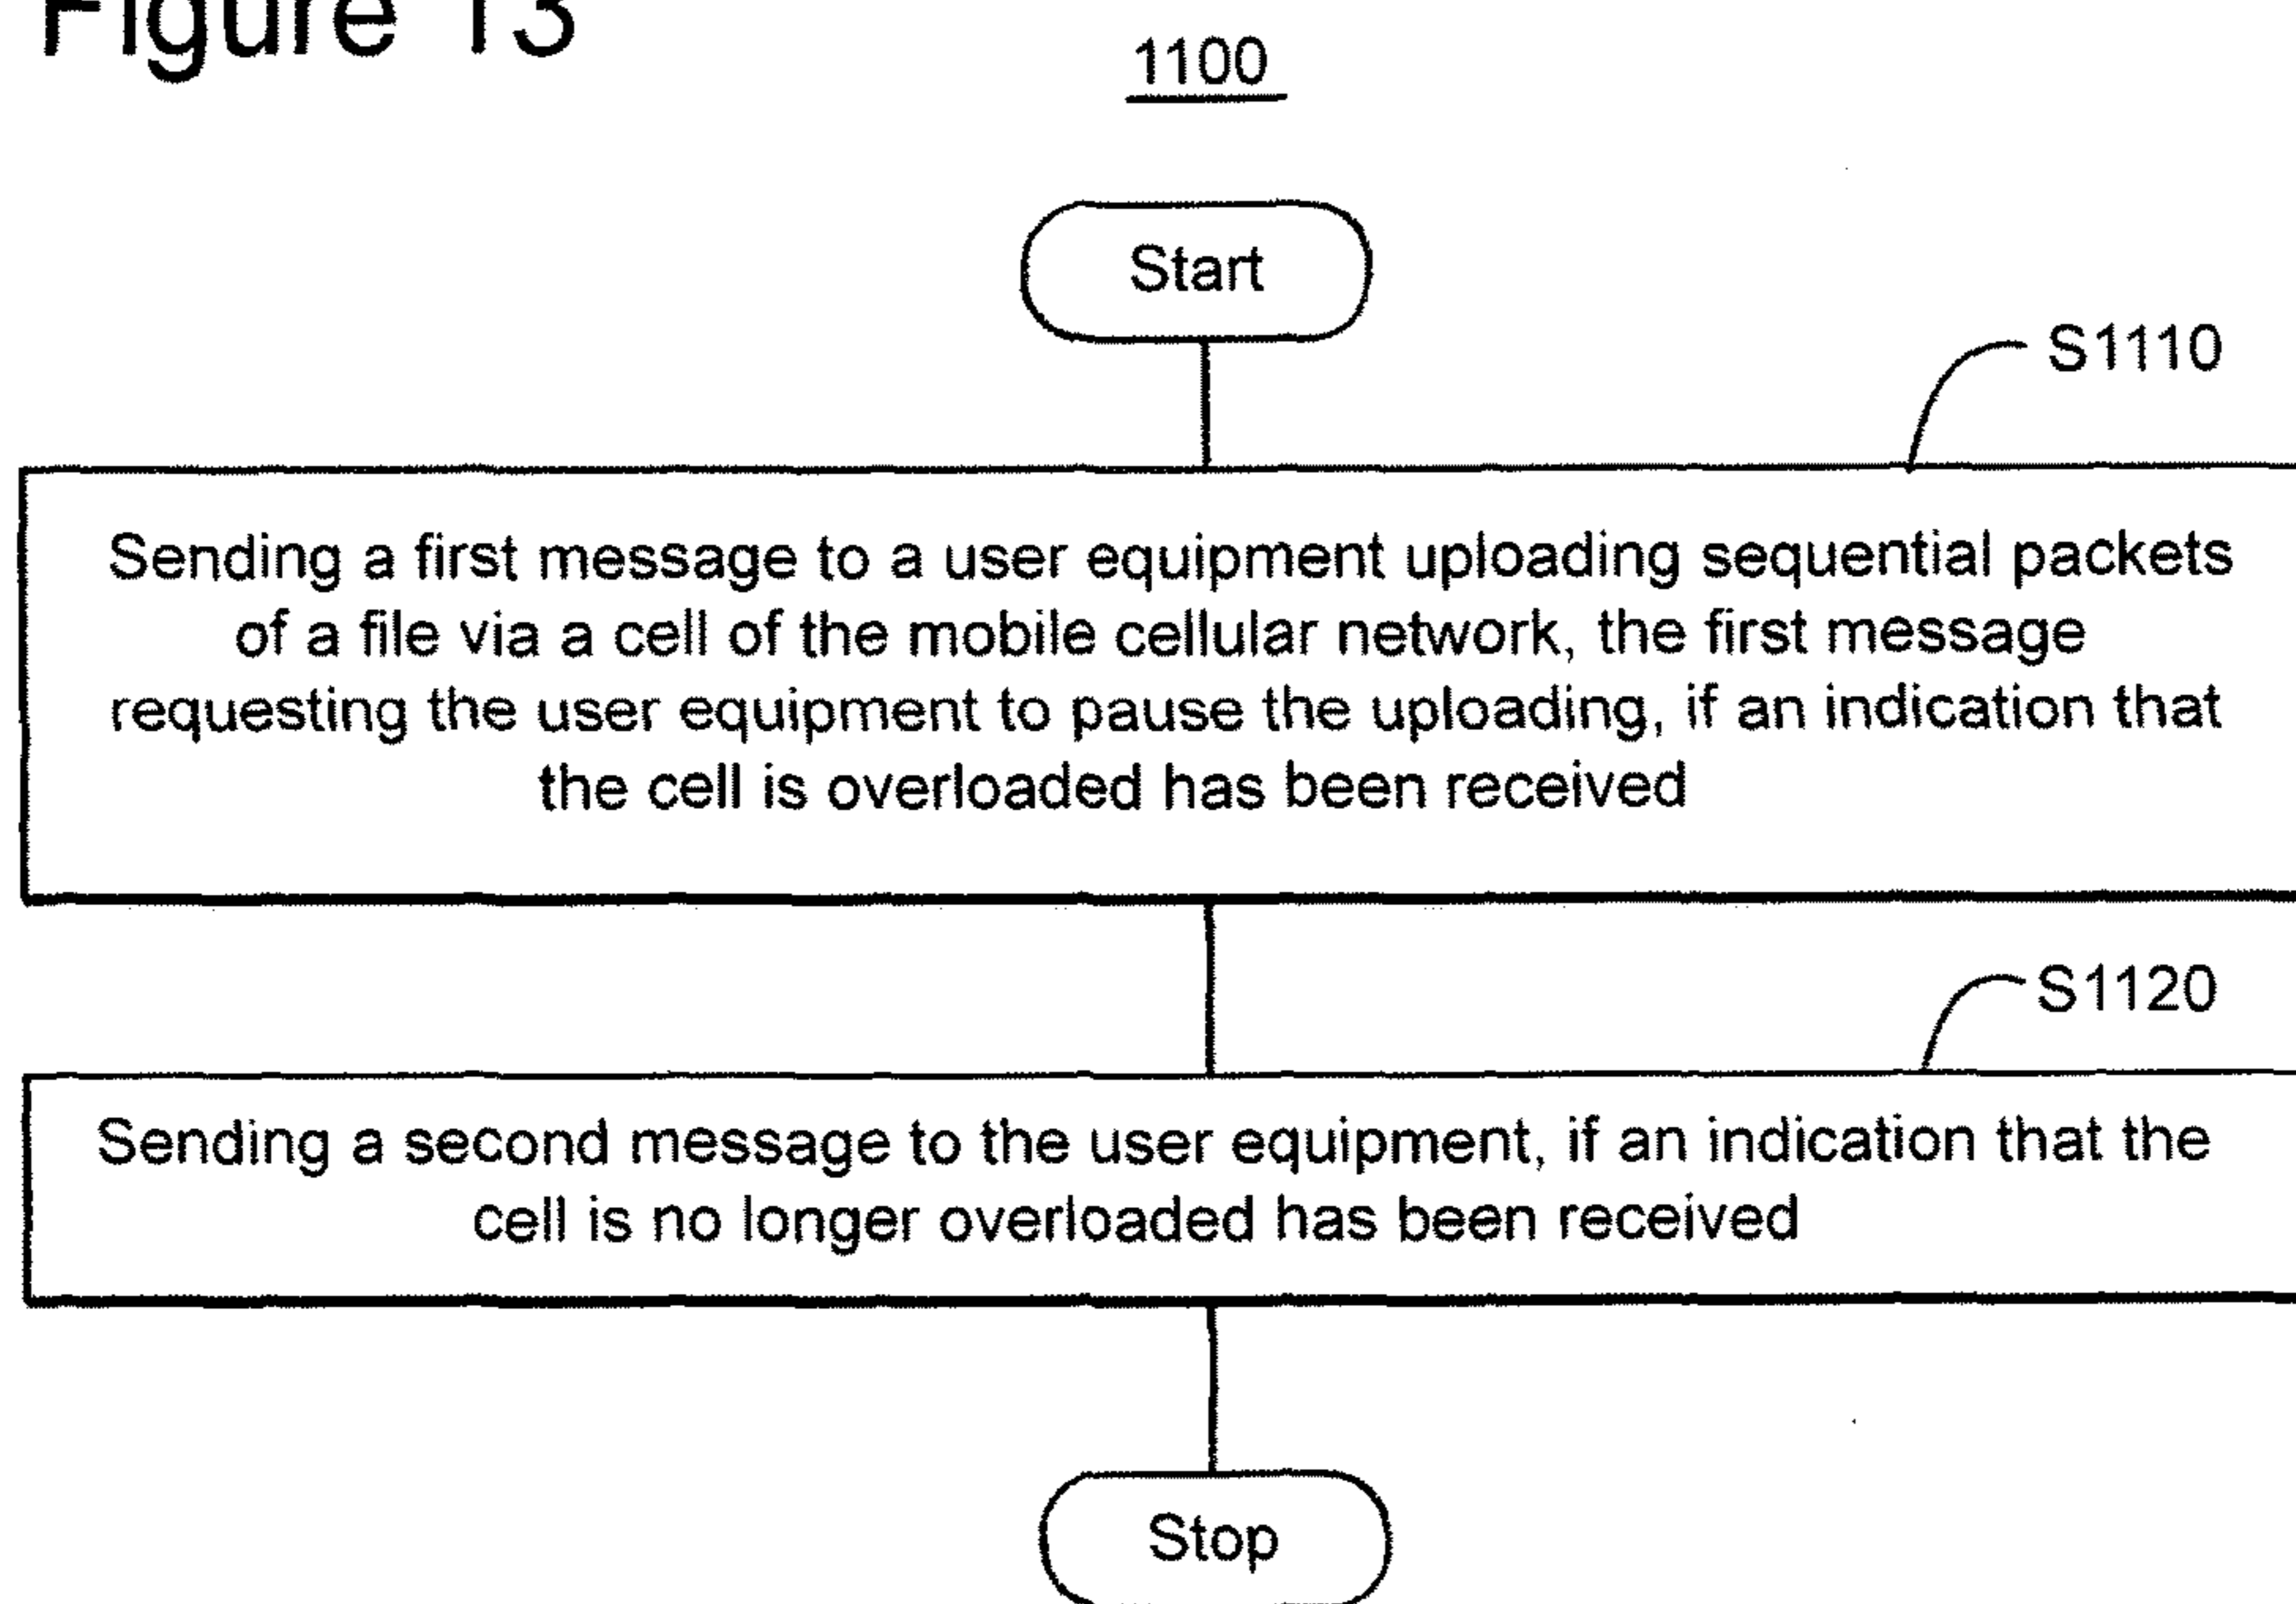 Figure 13
1100
Start
S1110
Sending a first message to a user equipment uploading sequential packets
of a file via a cell of the mobile cellular network, the first message
requesting the user equipment to pause the uploading, if an indication that
the cell is overloaded has been received
S1120
Sending a second message to the user equipment, if an indication that the
cell is no longer overloaded has been received
Stop